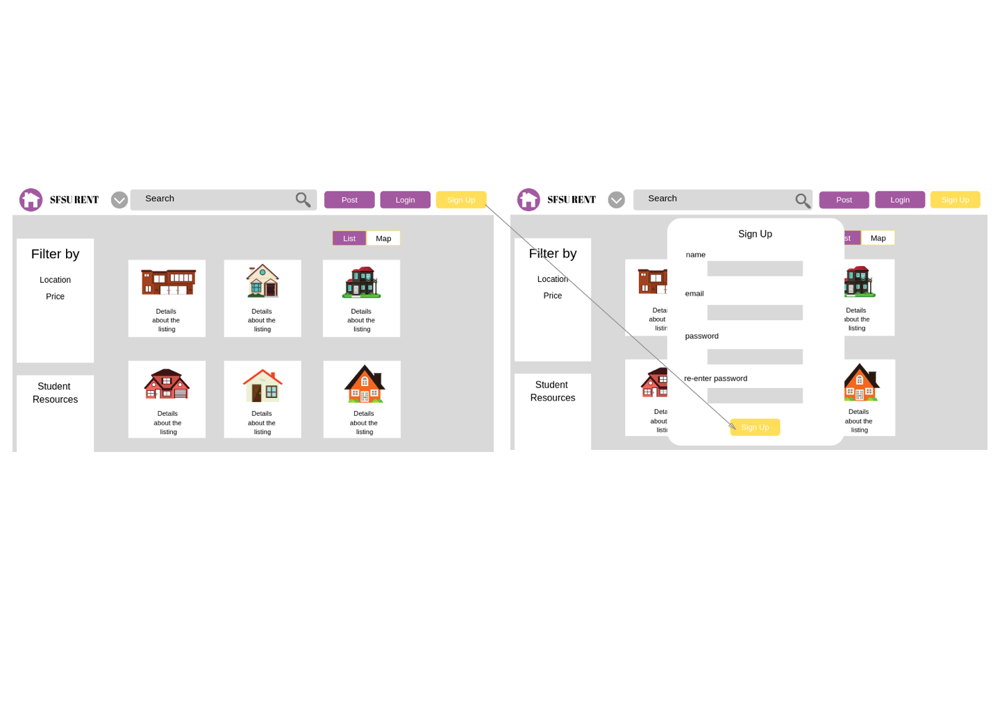 SFSU RENT
Search
Post
Login
Sign Up
List
Map
Filter by
Location
Price
Details
about the
listing
Details
about the
listing
Details
about the
listing
Student
Resources
Details
about the
listing
Details
about the
listing
Details
about the
listing
SFSU RENT
Search
Post
Login
Sign Up
st
Map
Filter by
Location
Price
Sign Up
name
email
password
re-enter password
Sign Up
Detai
about
listin
Details
about the
listing
Student
Resources
Deta
about
listi
Details
about the
listing